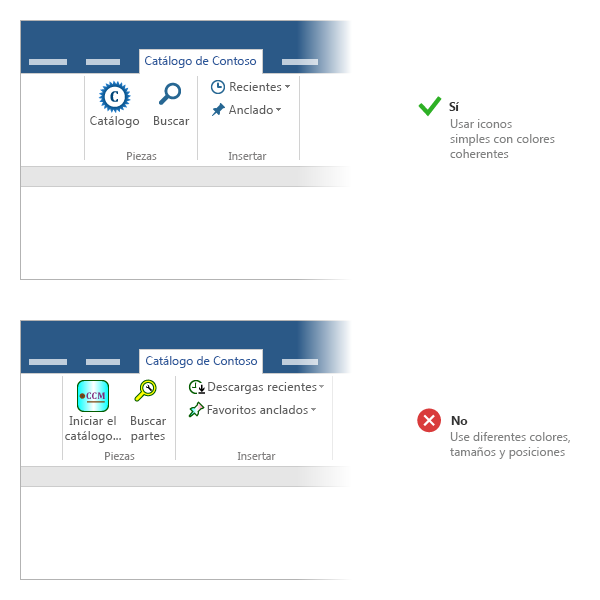 Catálogo de Contoso
C
Catálogo
Buscar
Recientes
Anclado
Piezas
Insertar
Sí
Usar iconos
simples con colores
coherentes
Catálogo de Contoso
CCM
Iniciar el
catálogo...
Buscar
partes
Descargas recientes
Favoritos anclados
Piezas
Insertar
No
Use diferentes colores,
tamaños y posiciones